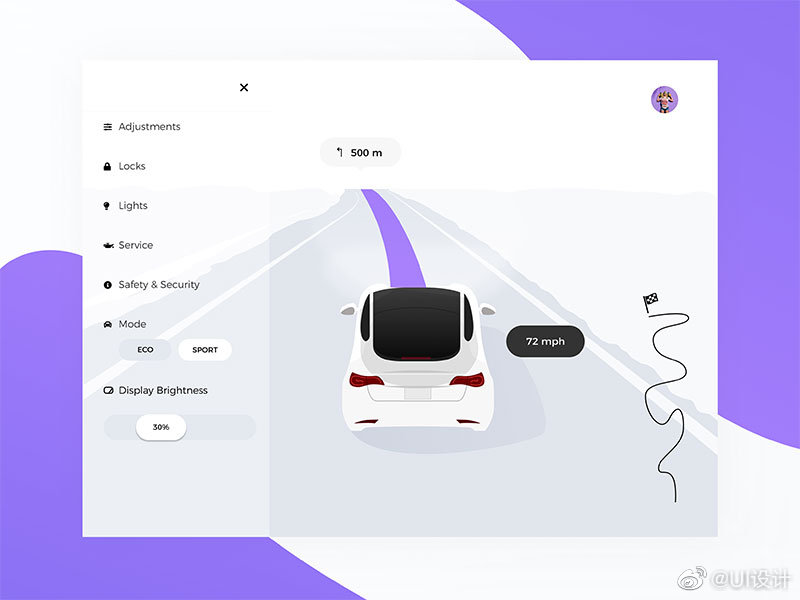 Adjustments
500 m
Locks
Lights
Service
Safety & Security
Mode
72 mph
ECO
SPORT
Display Brightness
30%
@UI设计